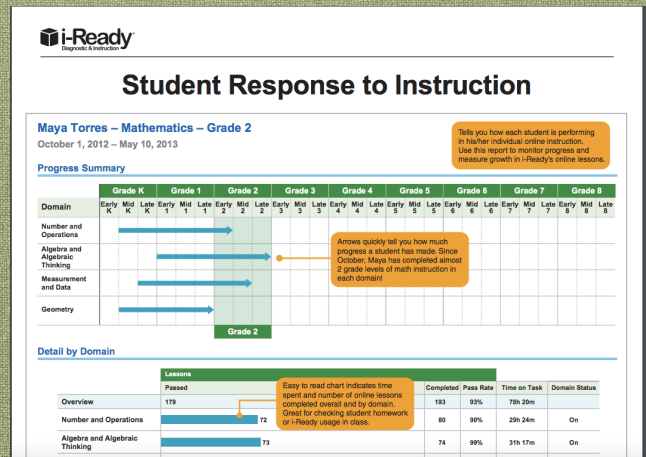 i-Ready
Diagnostic & Instruction
Student Response to Instruction
Maya Torres – Mathematics – Grade 2
October 1, 2012 – May 10, 2013
Tells you how each student is performing
in his/her individual online instruction.
Use this report to monitor progress and
measure growth in i-Ready's online lessons.
Progress Summary
Grade K Grade 1 Grade 2 Grade 3 Grade 4 Grade 5 Grade 6 Grade 7 Grade 8
Domain Early Mid Late Early Mid Late Early Mid Late Early Mid Late Early Mid Late Early Mid Late Early Mid Late Early Mid Late Early Mid Late
K K K 1 1 1 2 2 2 3 3 3 4 4 4 5 5 5 6 6 6 7 7 7 8 8 8
Number and
Operations
Algebra and
Algebraic
Thinking
Measurement
and Data
Geometry
Arrows quickly tell you how much
progress a student has made. Since
October, Maya has completed almost
2 grade levels of math instruction in
each domain!
Grade 2
Detail by Domain
Lessons
Passed Completed Pass Rate Time on Task Domain Status
Easy to read chart indicates time
spent and number of online lessons
completed overall and by domain.
Great for checking student homework
or i-Ready usage in class.
Overview 179 193 93% 78h 20m
Number and Operations 72 80 90% 29h 24m On
Algebra and Algebraic
Thinking 73 74 99% 31h 17m On